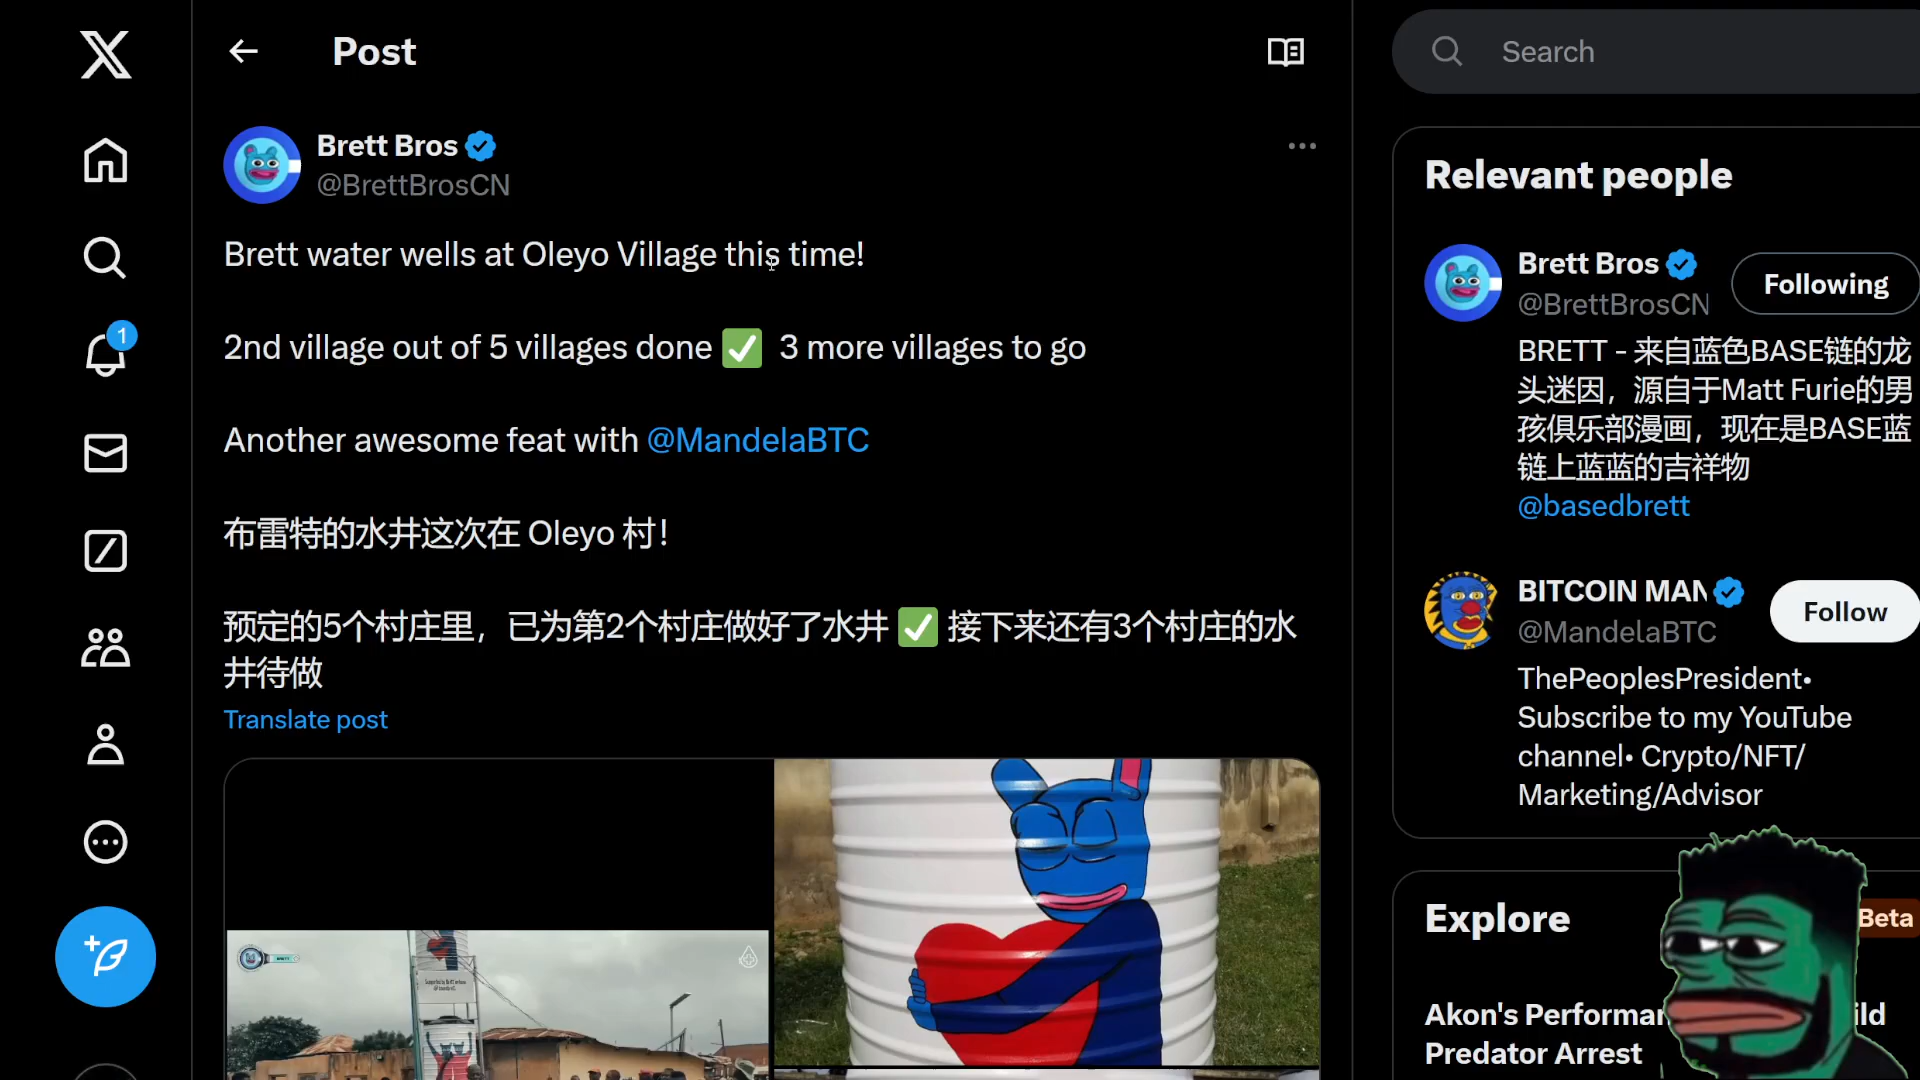 Post
Search
Brett Bros
@BrettBrosCN
Brett water wells at Oleyo Village this time!
2nd village out of 5 villages done ✅ 3 more villages to go
Another awesome feat with @MandelaBTC
布雷特的水井这次在 Oleyo 村！
预定的5个村庄里，已为第2个村庄做好了水井 ✅ 接下来还有3个村庄的水
井待做
Translate post
1
Relevant people
Brett Bros
@BrettBrosCN
Following
BRETT - 来自蓝色BASE链的龙
头迷因，源自于Matt Furie的男
孩俱乐部漫画，现在是BASE蓝
链上蓝蓝的吉祥物
@basedbrett
BITCOIN MAN
@MandelaBTC
Follow
ThePeoplesPresident•
Subscribe to my YouTube
channel• Crypto/NFT/
Marketing/Advisor
Explore
Beta
Akon's
Predator Arrest